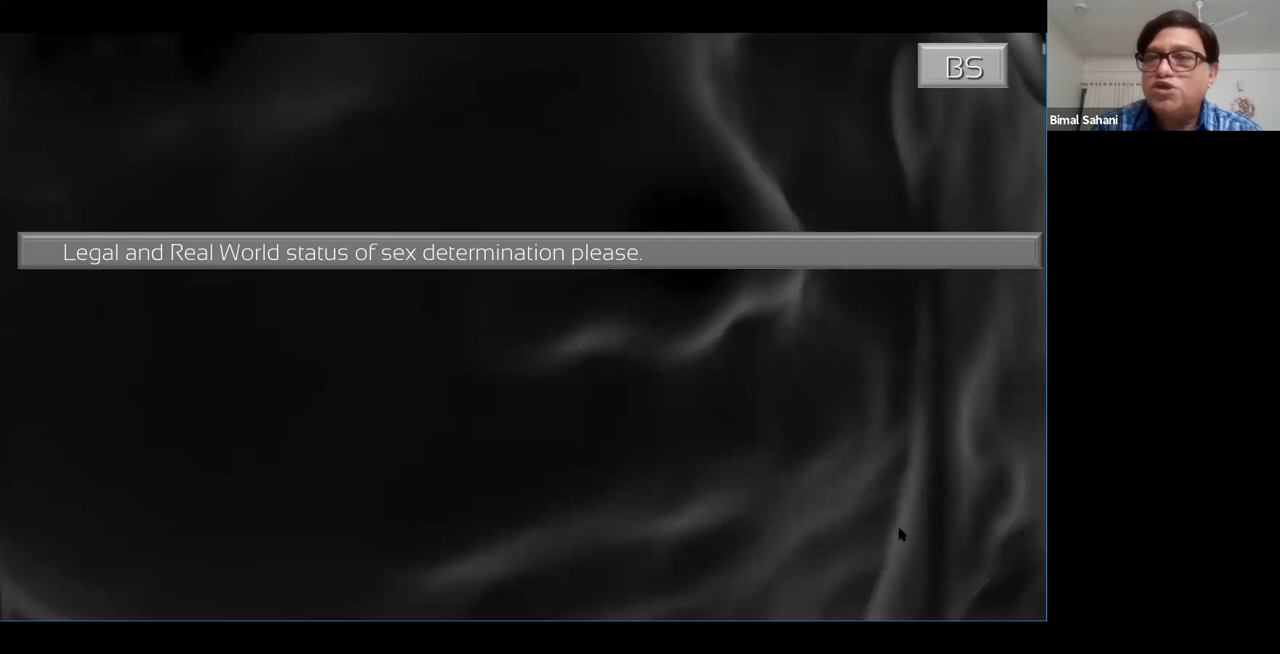 BS
Bimal Sahani
Legal and Real World status of sex determination please.